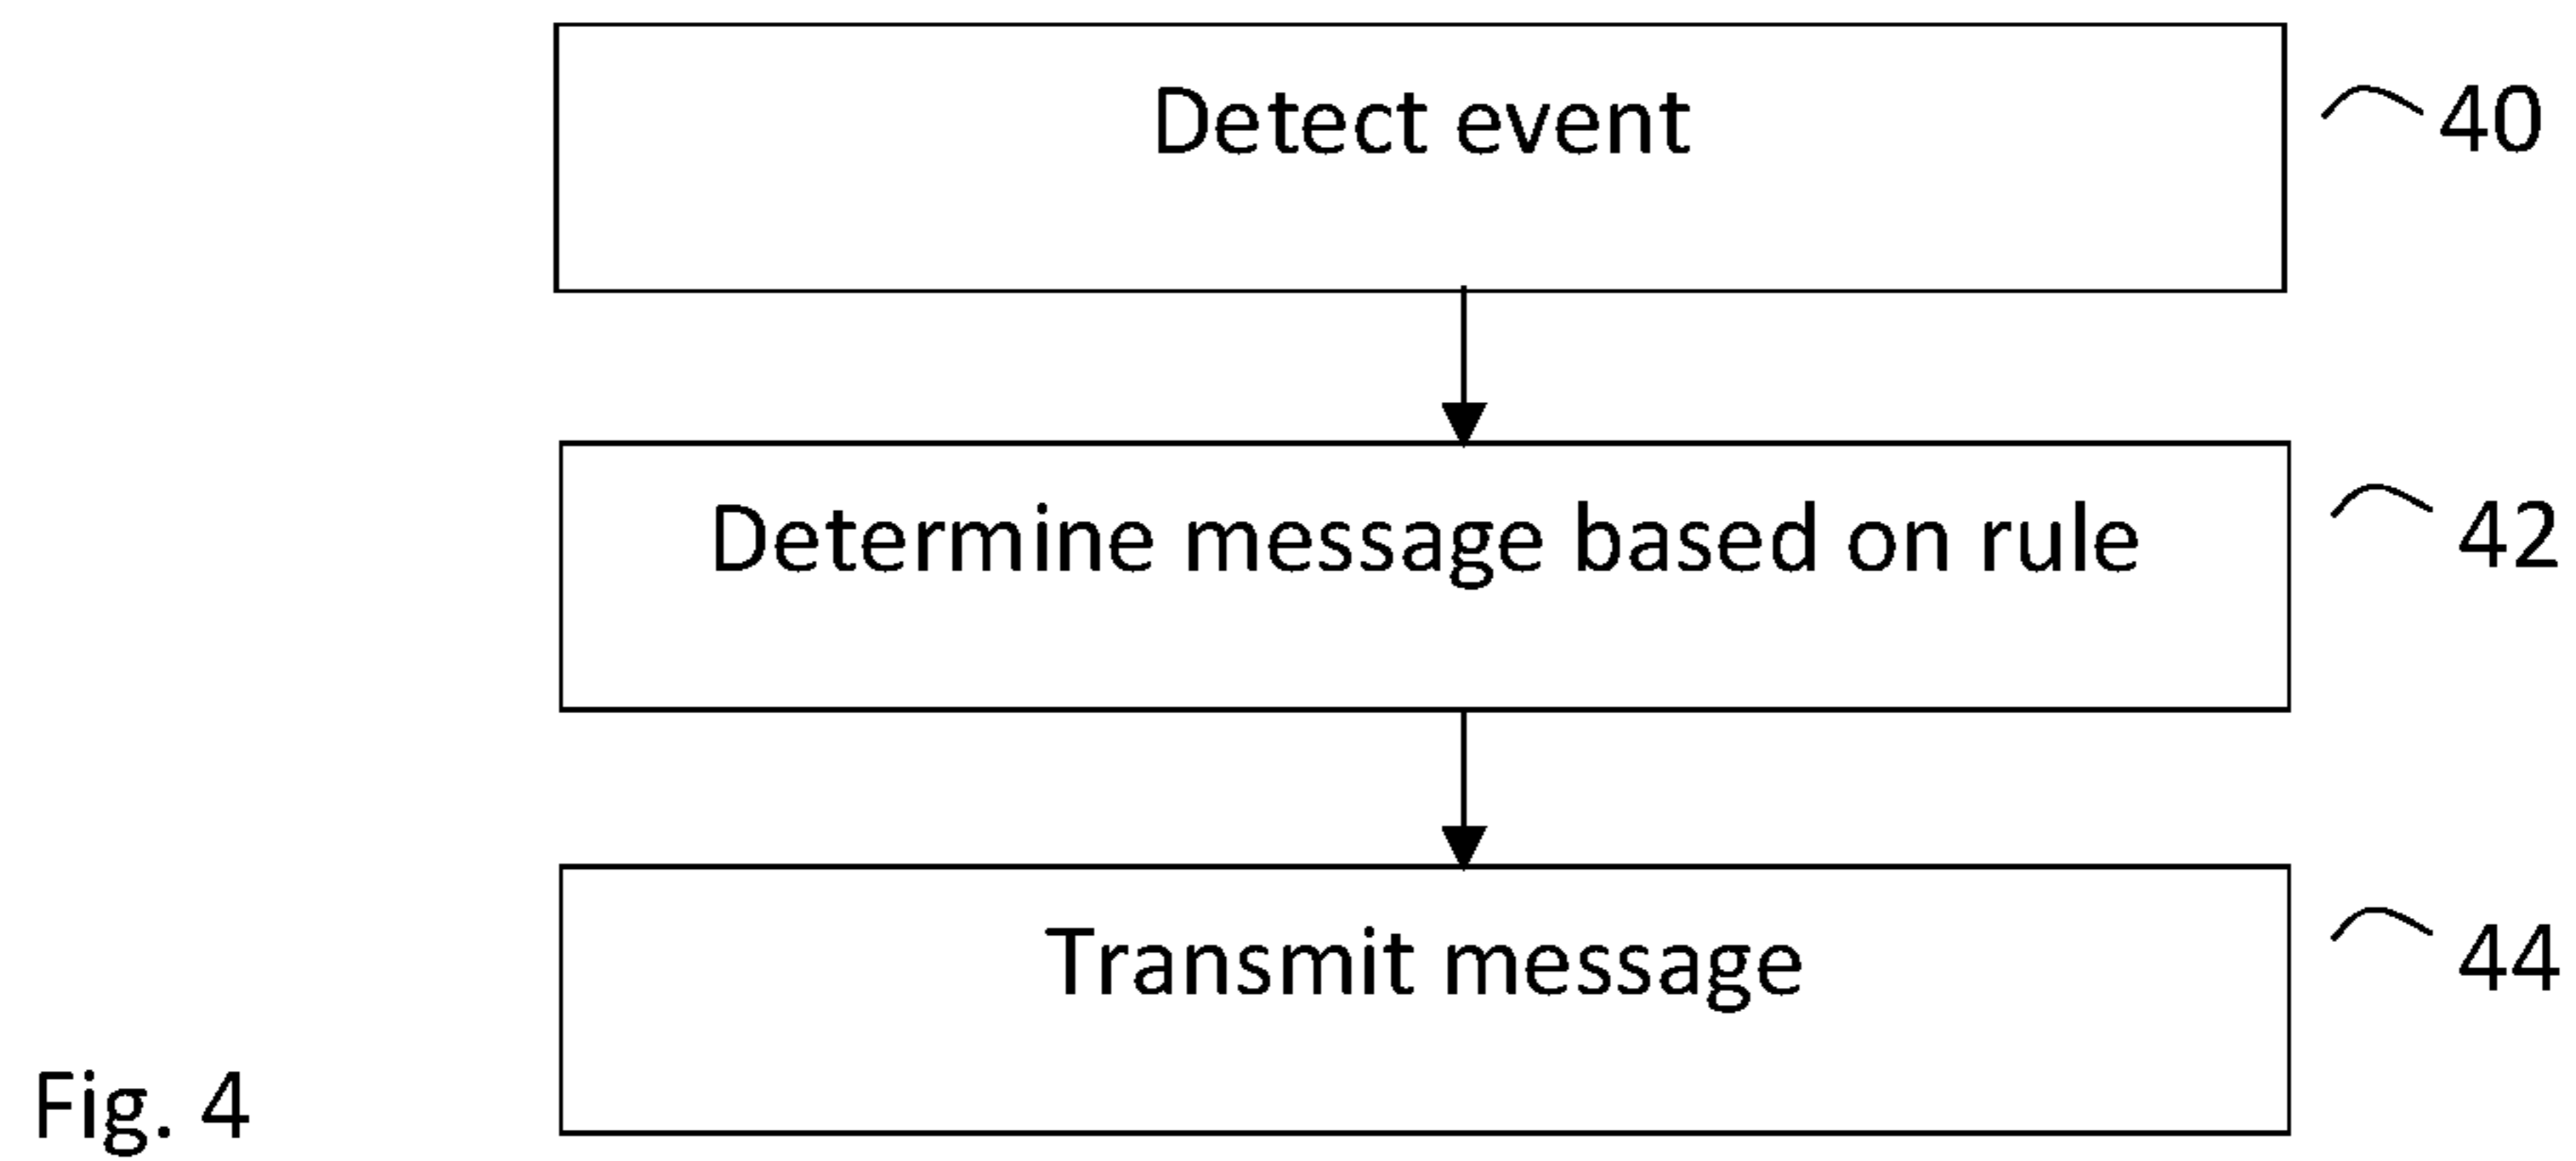 Detect event
40
Determine message based on rule
42
Transmit message
44
Fig. 4